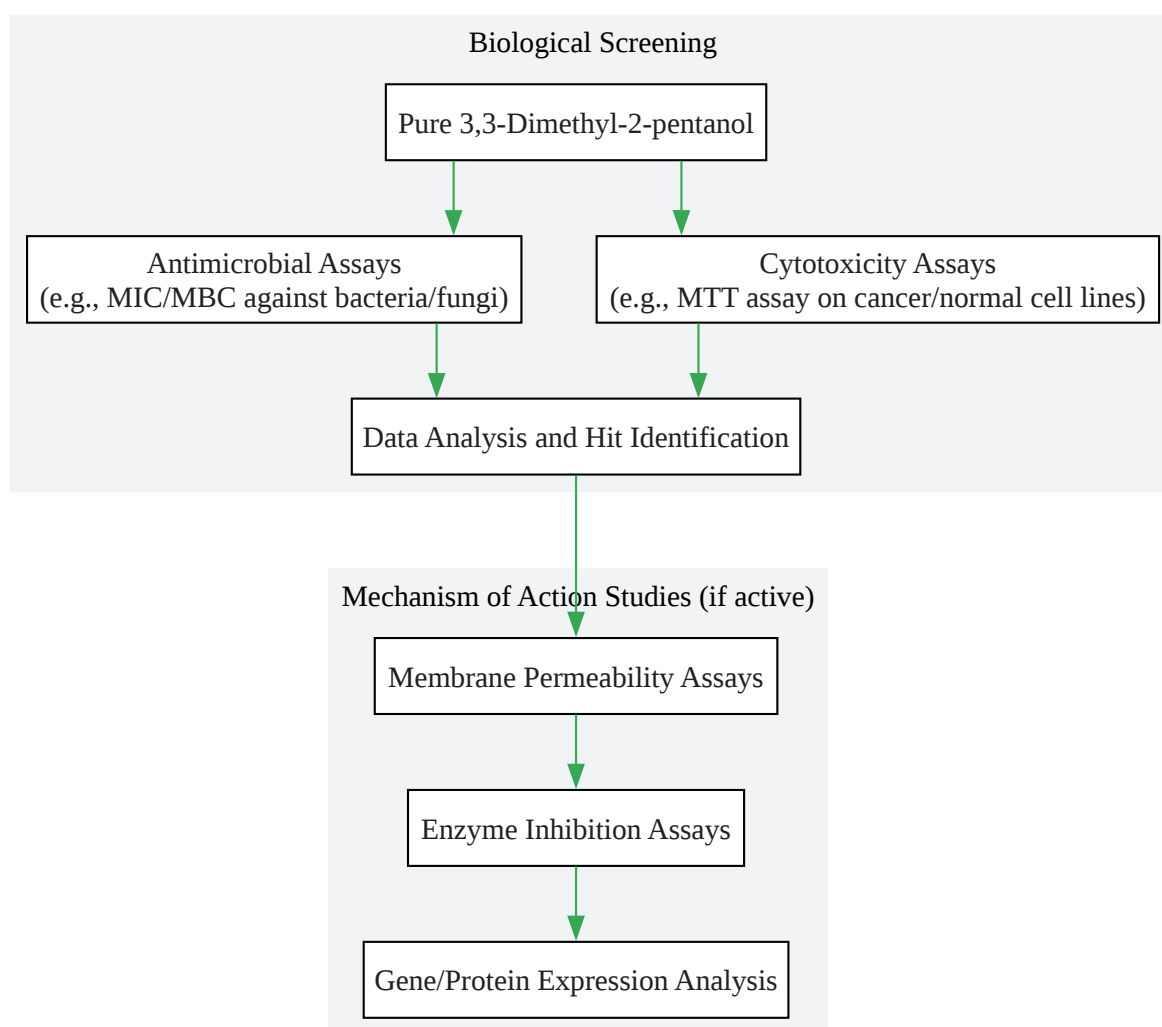 Biological Screening
Pure 3,3-Dimethyl-2-pentanol
Antimicrobial Assays
(e.g., MIC/MBC against bacteria/fungi)
Cytotoxicity Assays
(e.g., MTT assay on cancer/normal cell lines)
Data Analysis and Hit Identification
Mechanism of Action Studies (if active)
Membrane Permeability Assays
Enzyme Inhibition Assays
Gene/Protein Expression Analysis